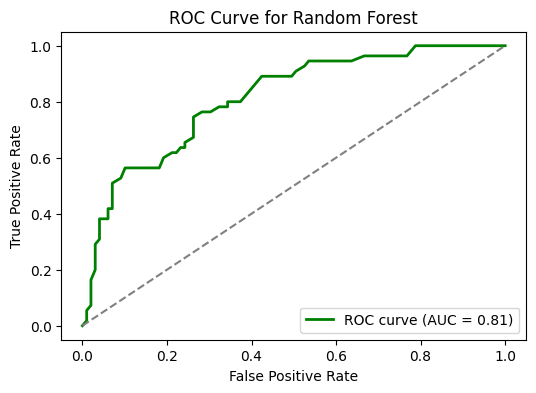 ROC Curve for Random Forest
True Positive Rate
1.0
0.8
0.6
0.4
0.2
0.0
0.0 0.2 0.4 0.6 0.8 1.0
False Positive Rate
ROC curve (AUC = 0.81)